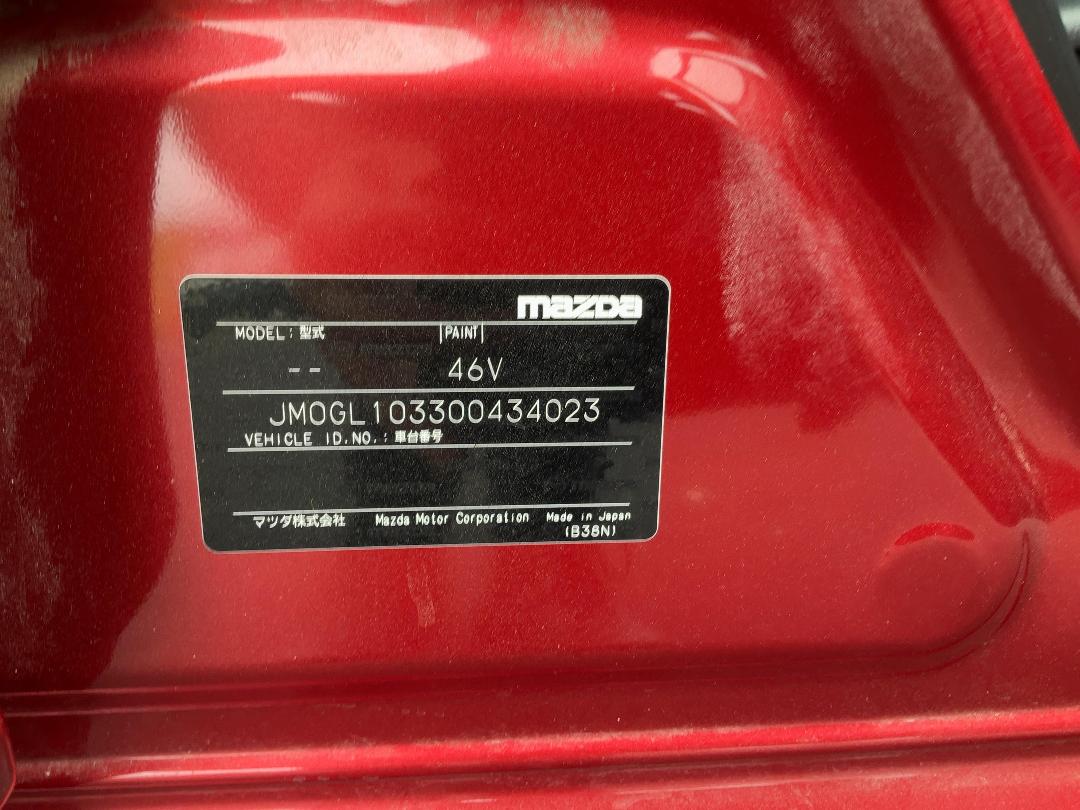 mazda
MODEL : 型式 |PAINT|
-- 46V
JM0GL103300434023
VEHICLE ID.NO. : 車台番号
マツダ株式会社 Mazda Motor Corporation Made in Japan
(B38N)